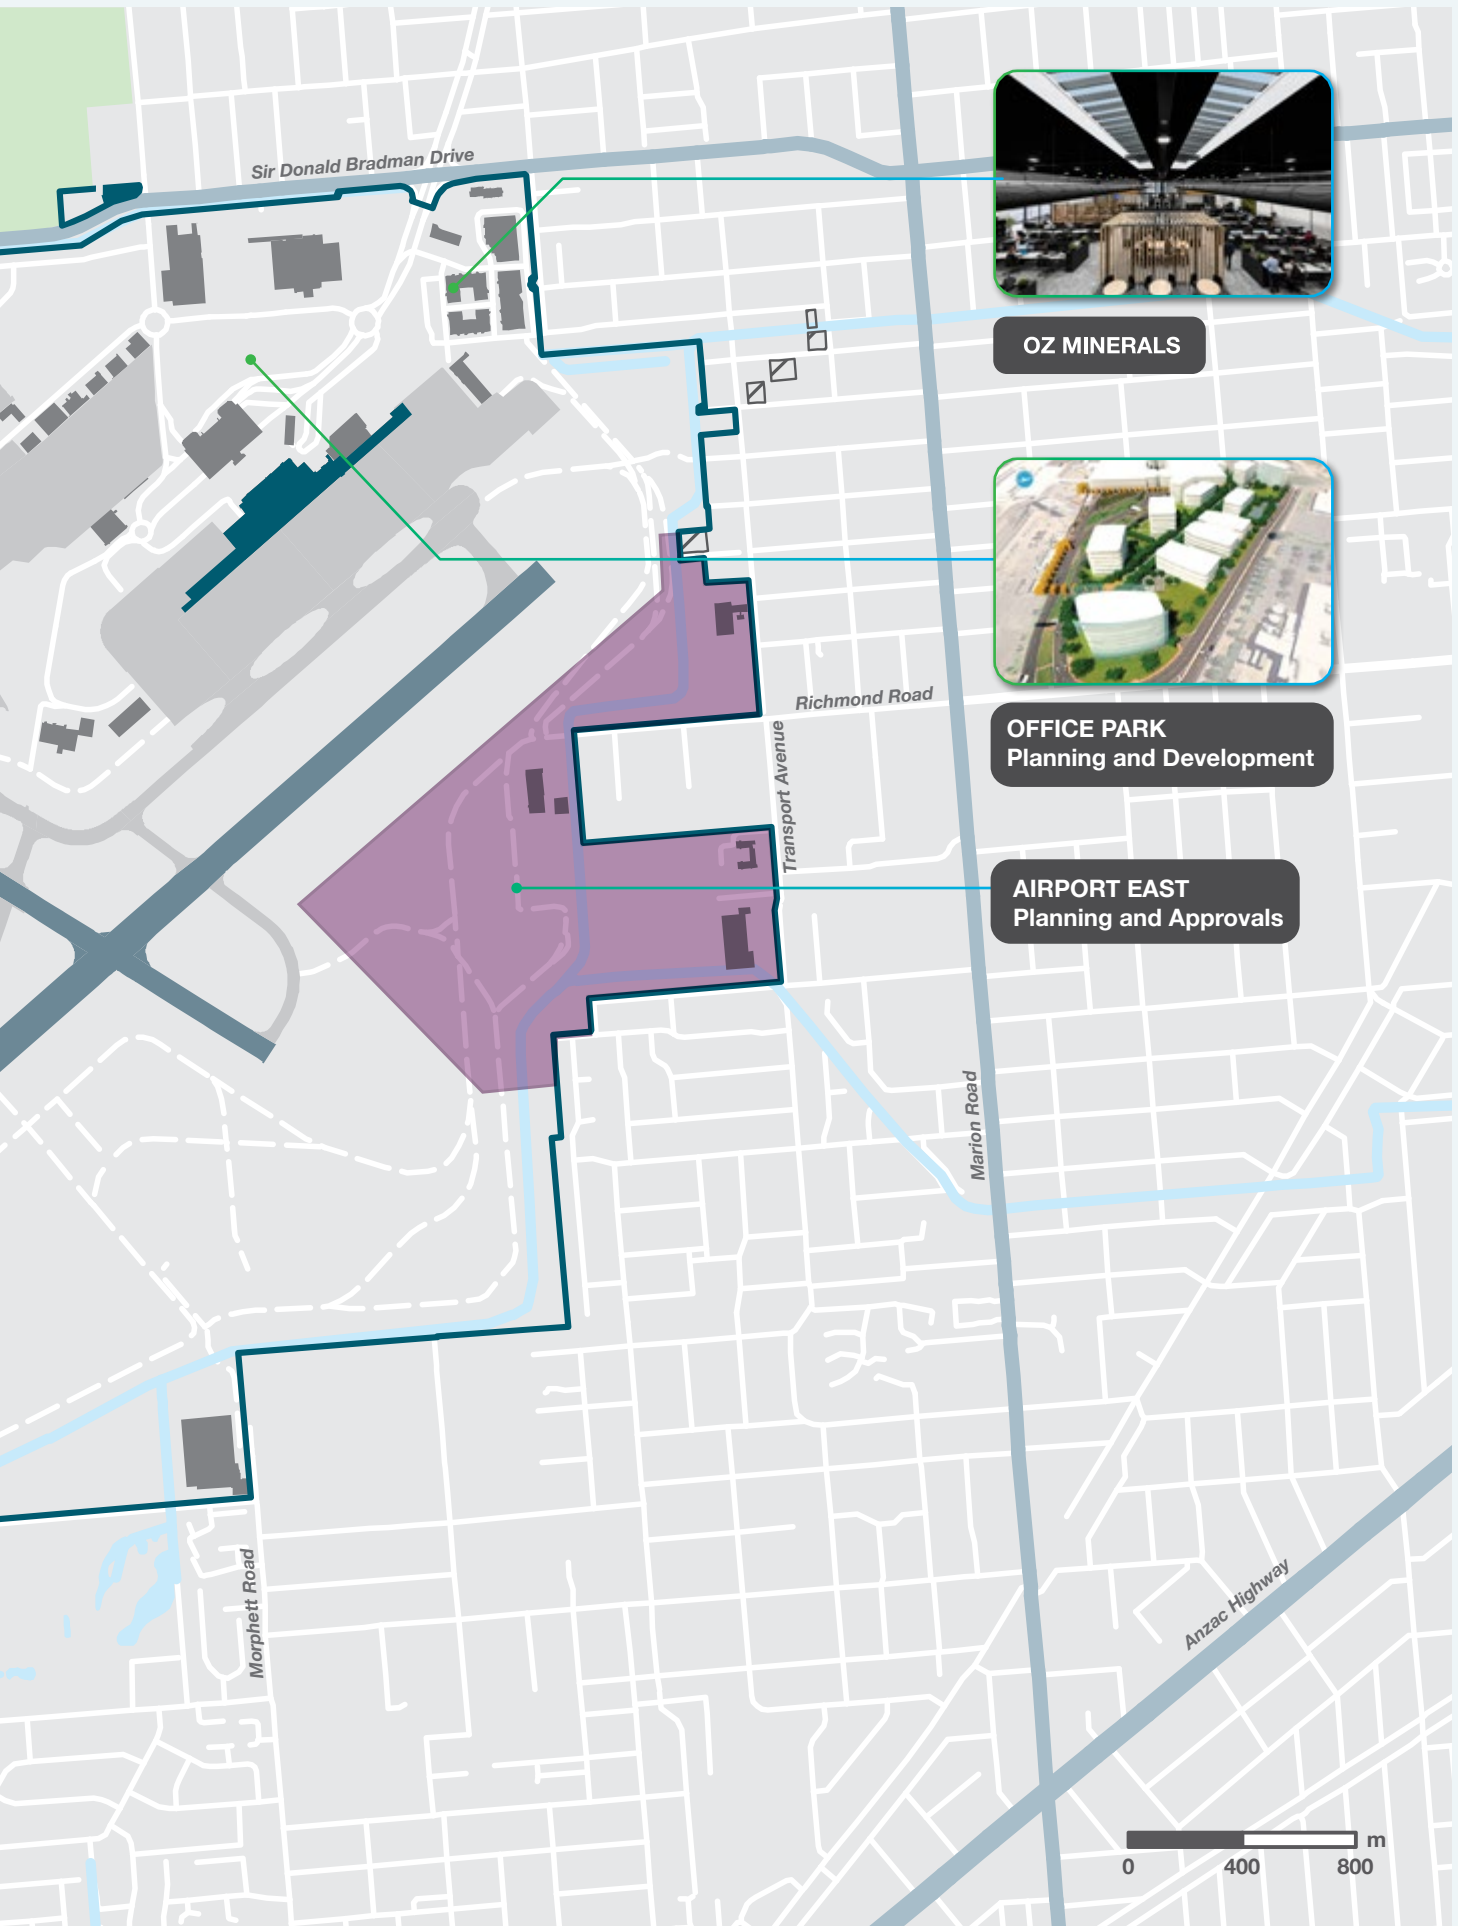 Sir Donald Bradman Drive
OZ MINERALS
OFFICE PARK
Planning and Development
Richmond Road
Transport Avenue
AIRPORT EAST
Planning and Approvals
Marion Road
Morphett Road
Anzac Highway
m
0 400 800